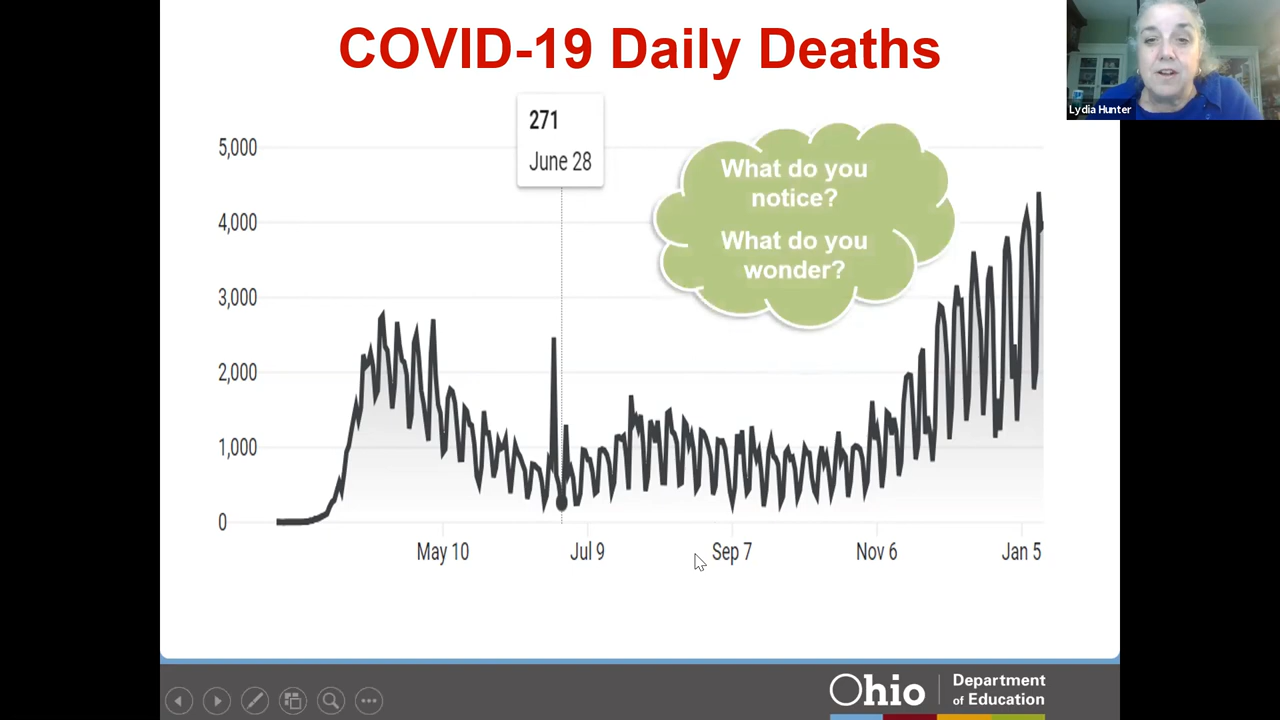 COVID-19 Daily Deaths
Lydia Hunter
271
June 28
What do you
notice?
What do you
wonder?
5,000
4,000
3,000
2,000
1,000
0
May 10
Jul 9
Sep 7
Nov 6
Jan 5
Ohio
Department
of Education